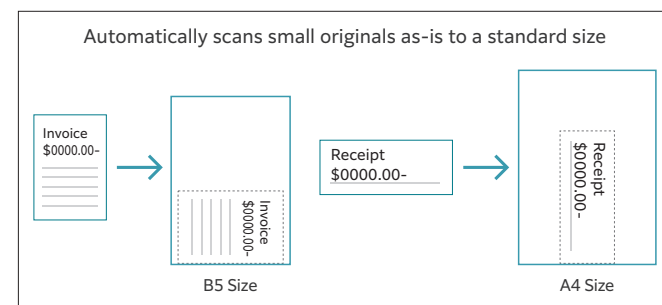 Automatically scans small originals as-is to a standard size
Invoice
$0000.00-
Invoice
$0000.00-
B5 Size
Receipt
$0000.00-
Receipt
$0000.00-
A4 Size